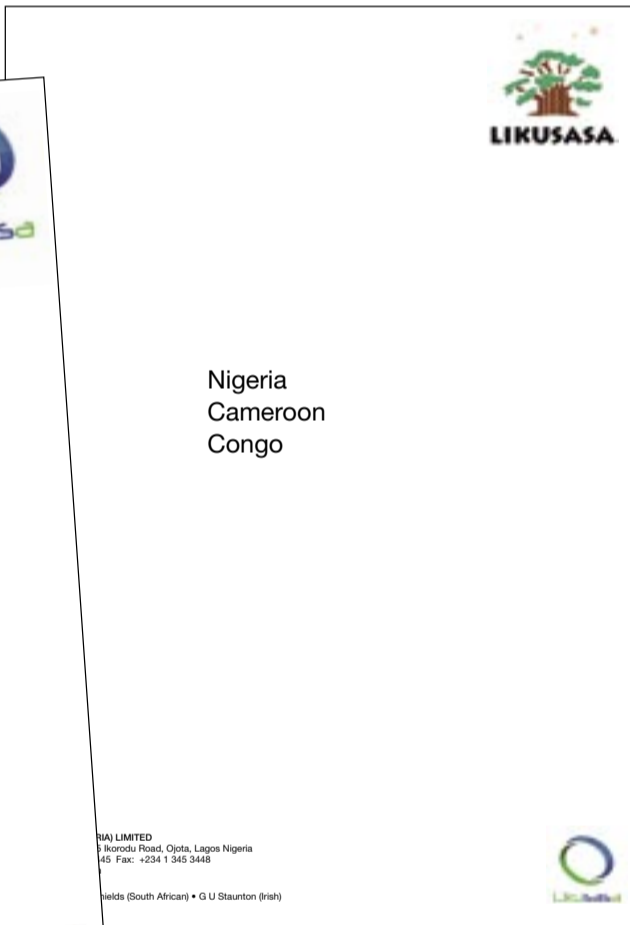 LIKUSASA
sa
Nigeria
Cameroon
Congo
RIA) LIMITED
Ikorodu Road, Ojota, Lagos Nigeria
45 Fax: +234 1 345 3448
hields (South African) • G U Staunton (Irish)